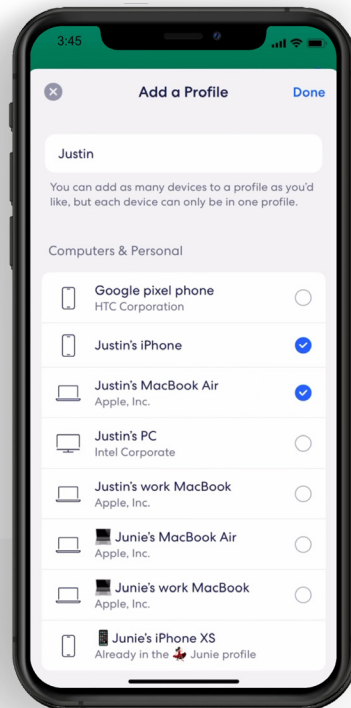 3:45
Add a Profile
Done
Justin
You can add as many devices to a profile as you'd
like, but each device can only be in one profile.
Computers & Personal
Google pixel phone
HTC Corporation
Justin's iPhone
Justin's MacBook Air
Apple, Inc.
Justin's PC
Intel Corporate
Justin's work MacBook
Apple, Inc.
Junie's MacBook Air
Apple, Inc.
Junie's work MacBook
Apple, Inc.
Junie's iPhone XS
Already in the 💃 Junie profile